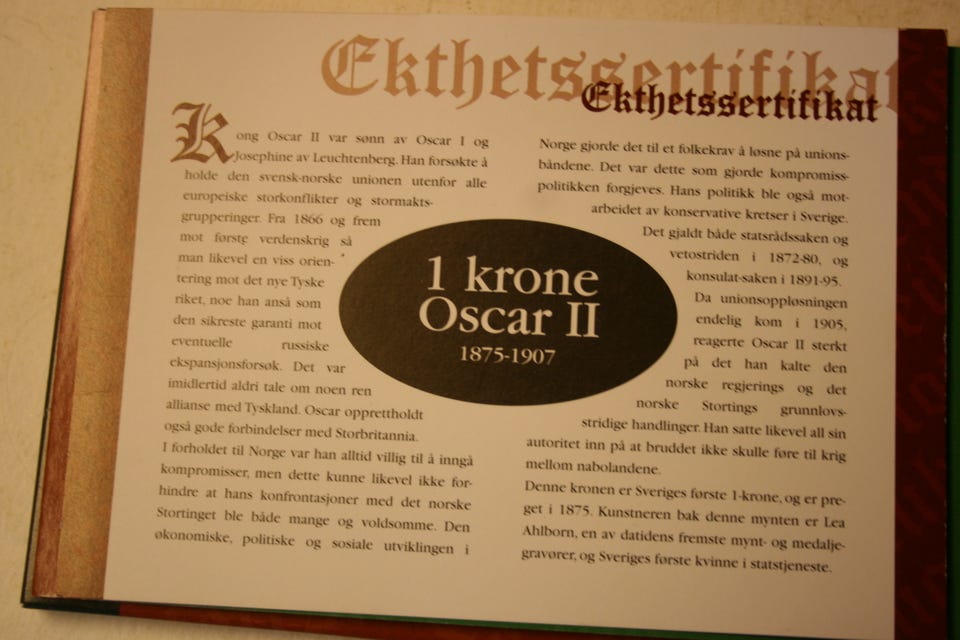 Ekthetssertifikat
Ekthetssertifikat
Kong Oscar II var sønn av Oscar I og
Josephine av Leuchtenberg. Han forsøkte å
holde den svensk-norske unionen utenfor alle
europeiske storkonflikter og stormakts-
grupperinger. Fra 1866 og frem
mot første verdenskrig så
man likevel en viss orien-
tering mot det nye Tyske
riket, noe han anså som
den sikreste garanti mot
eventuelle russiske
ekspansjonsforsøk. Det var
imidlertid aldri tale om noen ren
allianse med Tyskland. Oscar opprettholdt
også gode forbindelser med Storbritannia.
I forholdet til Norge var han alltid villig til å inngå
kompromisser, men dette kunne likevel ikke for-
hindre at hans konfrontasjoner med det norske
Stortinget ble både mange og voldsomme. Den
økonomiske, politiske og sosiale utviklingen i
1 krone
Oscar II
1875-1907
Norge gjorde det til et folkekrav å løsne på unions-
båndene. Det var dette som gjorde kompromiss-
politikken forgjeves. Hans politikk ble også mot-
arbeidet av konservative kretser i Sverige.
Det gjaldt både statsrådssaken og
vetostriden i 1872-80, og
konsulat-saken i 1891-95.
Da unionsoppløsningen
endelig kom i 1905,
reagerte Oscar II sterkt
på det han kalte den
norske regjerings og det
norske Stortings grunnlovs-
stridige handlinger. Han satte likevel all sin
autoritet inn på at bruddet ikke skulle føre til krig
mellom nabolandene.
Denne kronen er Sveriges første 1-krone, og er pre-
get i 1875. Kunstneren bak denne mynten er Lea
Ahlborn, en av datidens fremste mynt- og medalje-
gravører, og Sveriges første kvinne i statstjeneste.